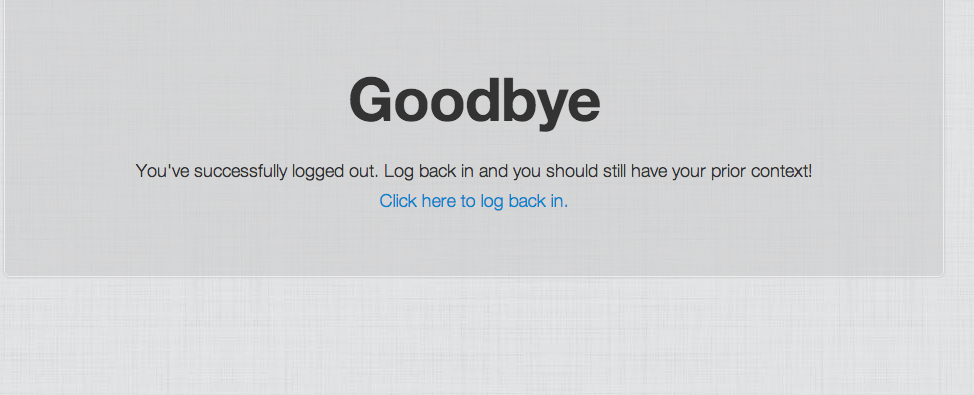 Goodbye
You've successfully logged out. Log back in and you should still have your prior context!
Click here to log back in.